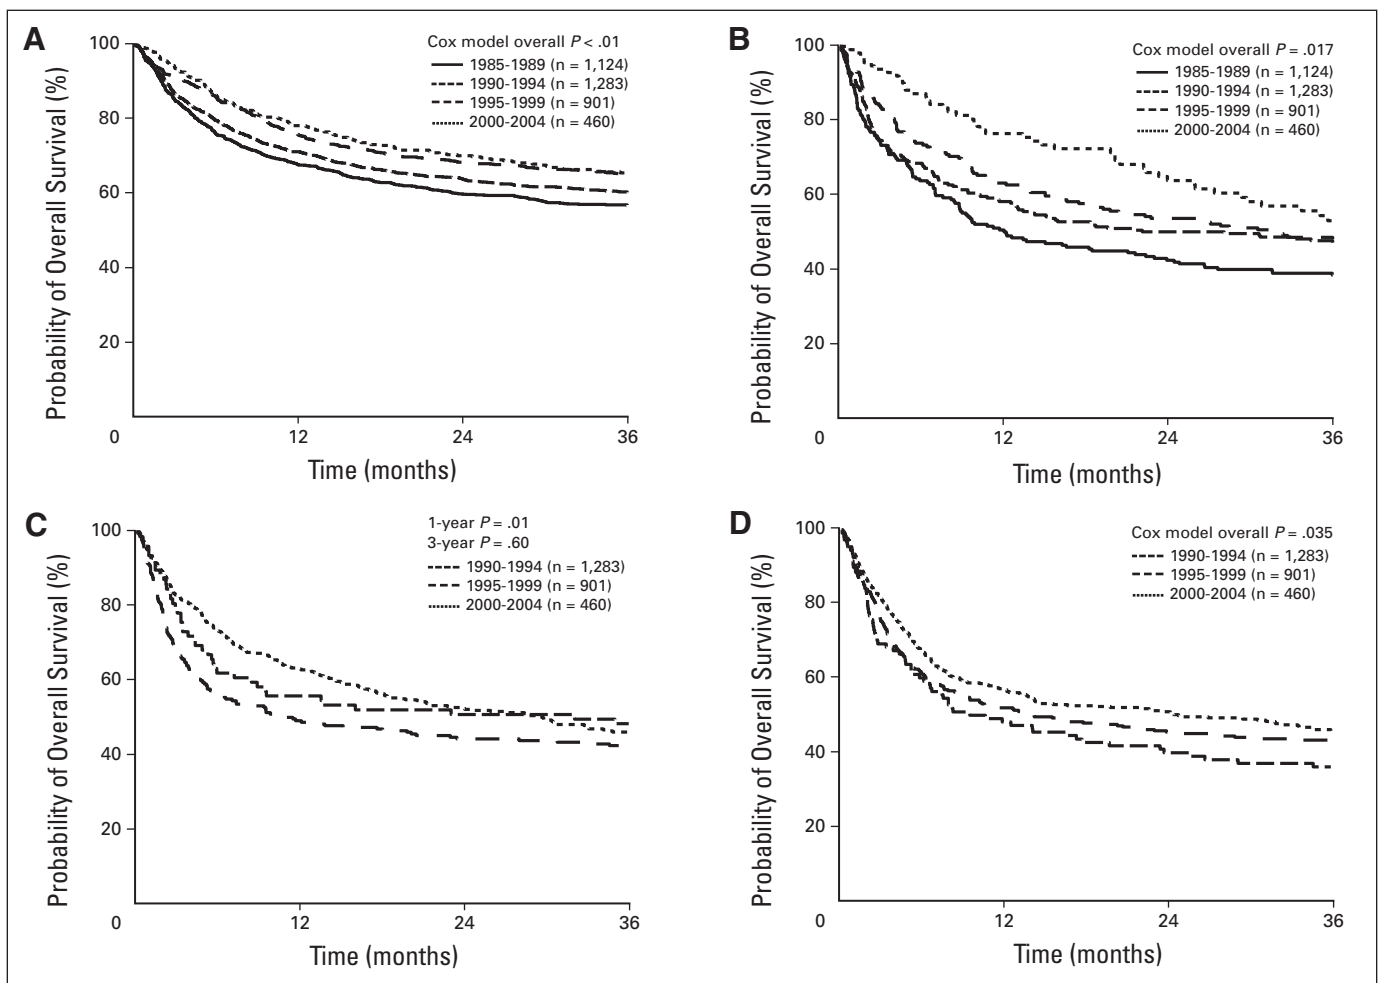 A
Probability of Overall Survival (%)
100
80
60
40
20
0
12
24
36
Time (months)
Cox model overall P < .01
1985-1989 (n = 1,124)
1990-1994 (n = 1,283)
1995-1999 (n = 901)
2000-2004 (n = 460)
B
Probability of Overall Survival (%)
100
80
60
40
20
0
12
24
36
Time (months)
Cox model overall P = .017
1985-1989 (n = 1,124)
1990-1994 (n = 1,283)
1995-1999 (n = 901)
2000-2004 (n = 460)
C
Probability of Overall Survival (%)
100
80
60
40
20
0
12
24
36
Time (months)
1-year P = .01
3-year P = .60
1990-1994 (n = 1,283)
1995-1999 (n = 901)
2000-2004 (n = 460)
D
Probability of Overall Survival (%)
100
80
60
40
20
0
12
24
36
Time (months)
Cox model overall P = .035
1990-1994 (n = 1,283)
1995-1999 (n = 901)
2000-2004 (n = 460)